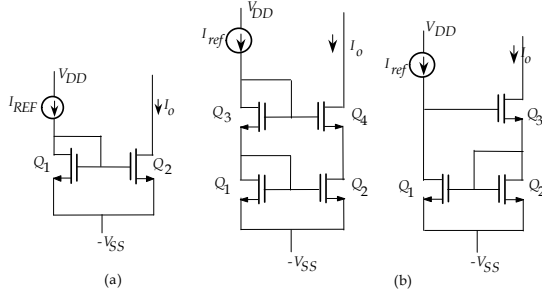 V_DD
I_REF
I_o
Q_1
Q_2
-V_SS
(a)
V_DD
I_ref
I_o
Q_3
Q_4
Q_1
Q_2
-V_SS
V_DD
I_ref
I_o
Q_3
Q_1
Q_2
-V_SS
(b)